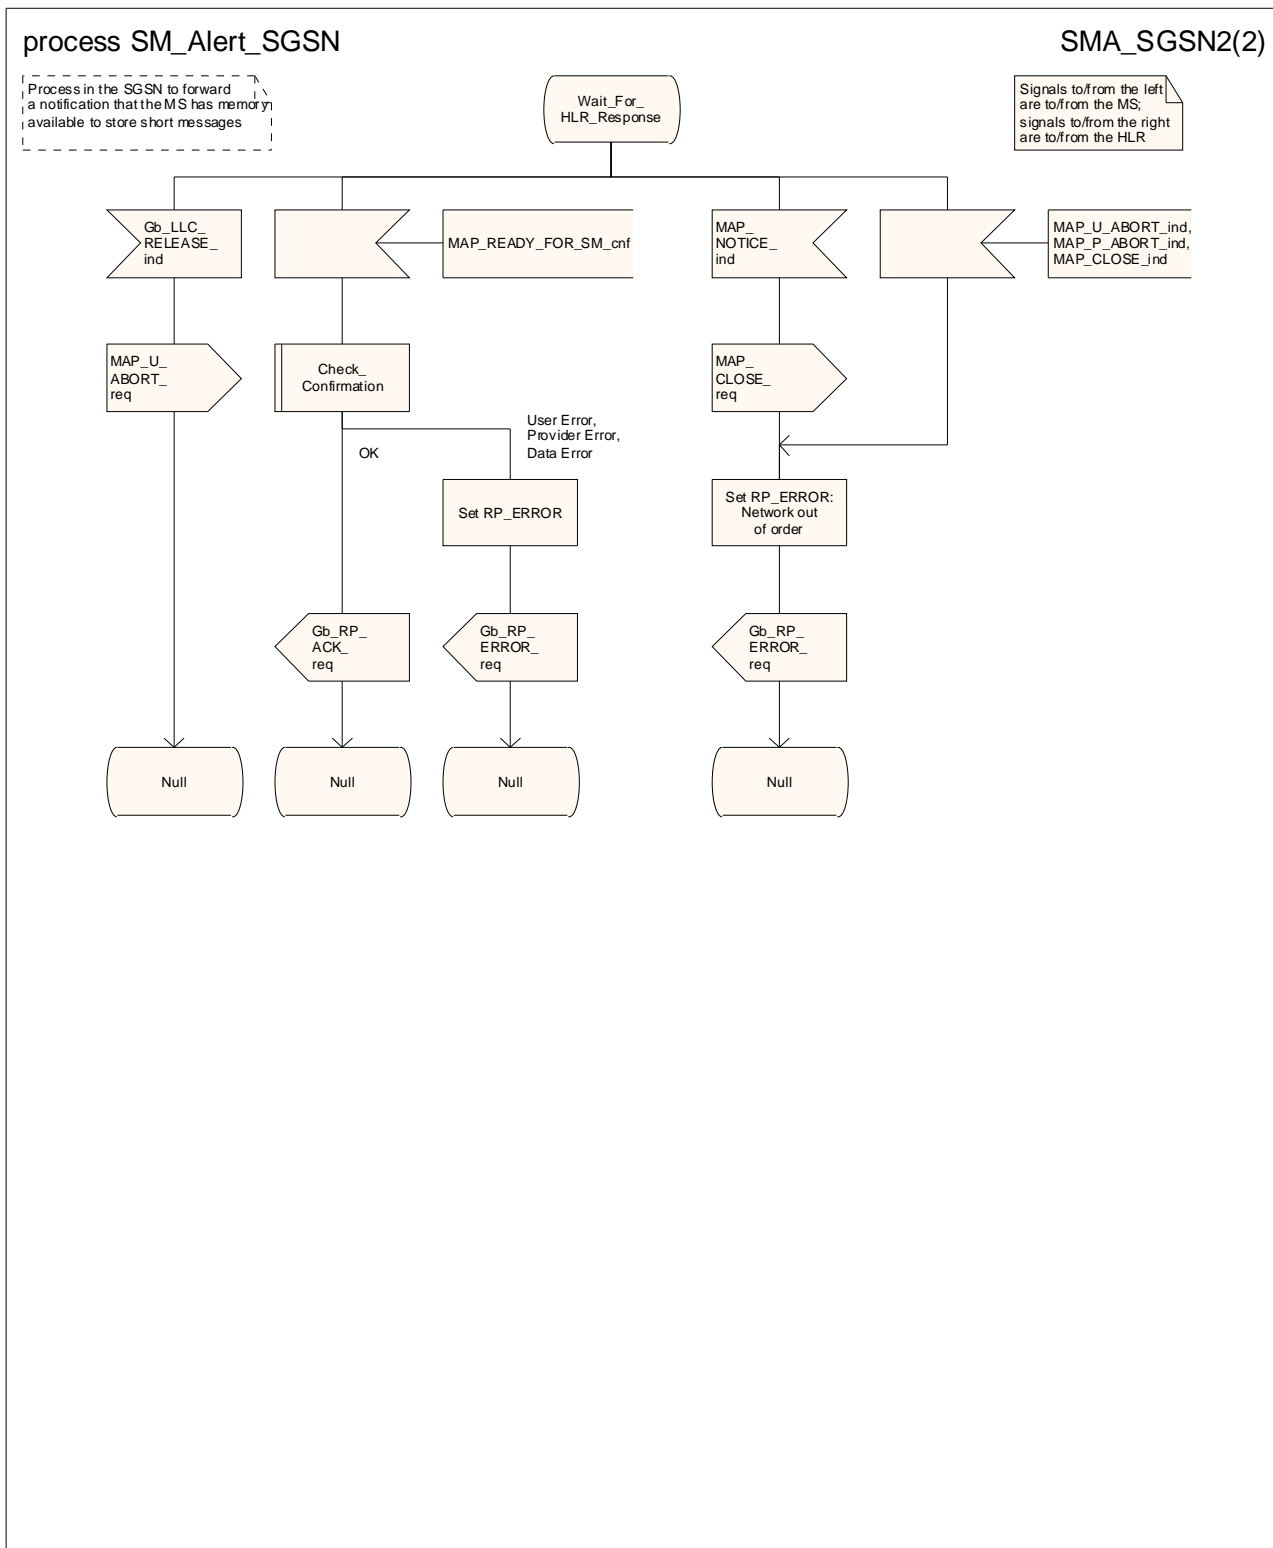 process SM_Alert_SGSN
SMA_SGSN2(2)
Process in the SGSN to forward
a notification that the MS has memory
available to store short messages
Wait_For_
HLR_Response
Signals to/from the left
are to/from the MS;
signals to/from the right
are to/from the HLR
Gb_LLC_
RELEASE_
ind
MAP_READY_FOR_SM_cnf
MAP_
NOTICE_
ind
MAP_U_ABORT_ind,
MAP_P_ABORT_ind,
MAP_CLOSE_ind
MAP_U_
ABORT_
req
Check_
Confirmation
MAP_
CLOSE_
req
User Error,
Provider Error,
Data Error
OK
Set RP_ERROR
Set RP_ERROR:
Network out
of order
Gb_RP_
ACK_
req
Gb_RP_
ERROR_
req
Gb_RP_
ERROR_
req
Null
Null
Null
Null